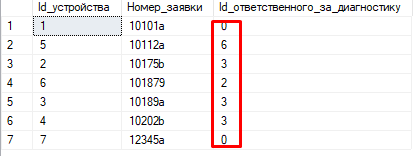 Id_устройства Номер_заявки Id_ответственного_за_диагностику
1 1 10101a 0
2 5 10112a 6
3 2 10175b 3
4 6 101879 2
5 3 10189a 3
6 4 10202b 3
7 7 12345a 0